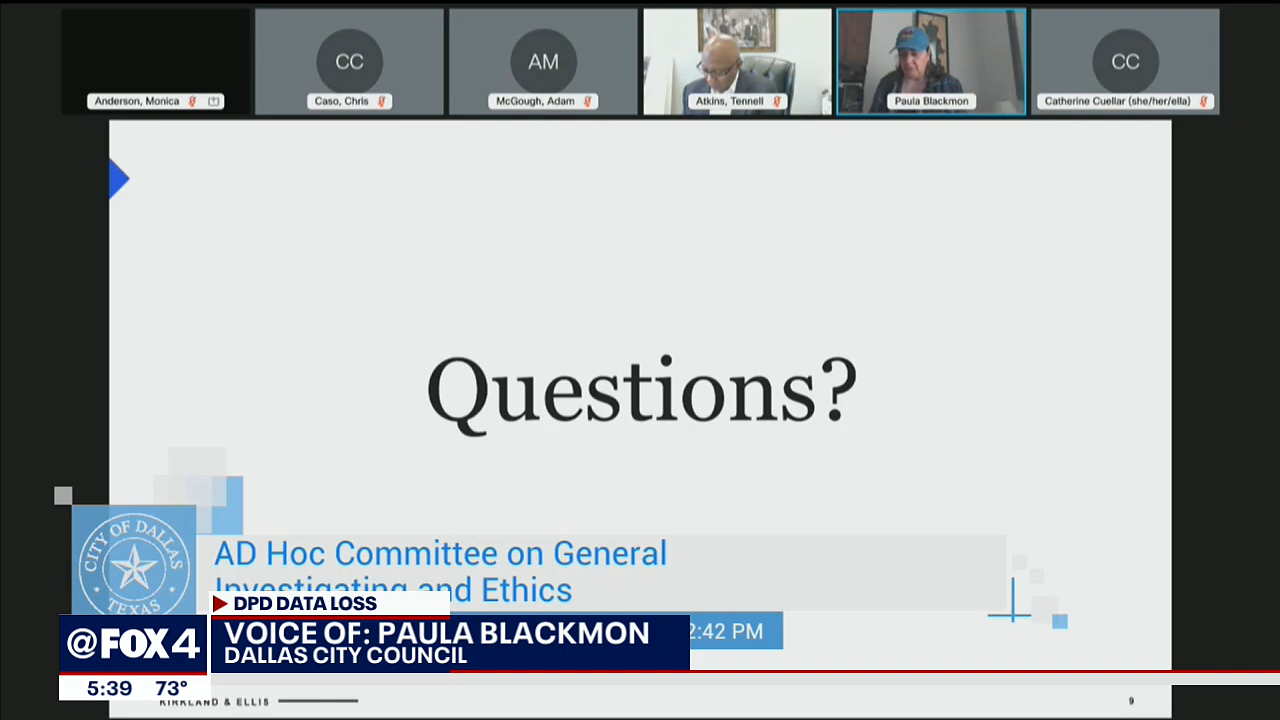 CC
AM
CC
Anderson, Monica
Caso, Chris
McGough, Adam
Atkins, Tennell
Paula Blackmon
Catherine Cuellar (she/her/ella)
Questions?
CITY OF DALLAS
TEXAS
AD Hoc Committee on General
Investigating and Ethics
2:42 PM
DPD DATA LOSS
@FOX 4
VOICE OF: PAULA BLACKMON
DALLAS CITY COUNCIL
5:39 73°
KIRKLAND & ELLIS
9